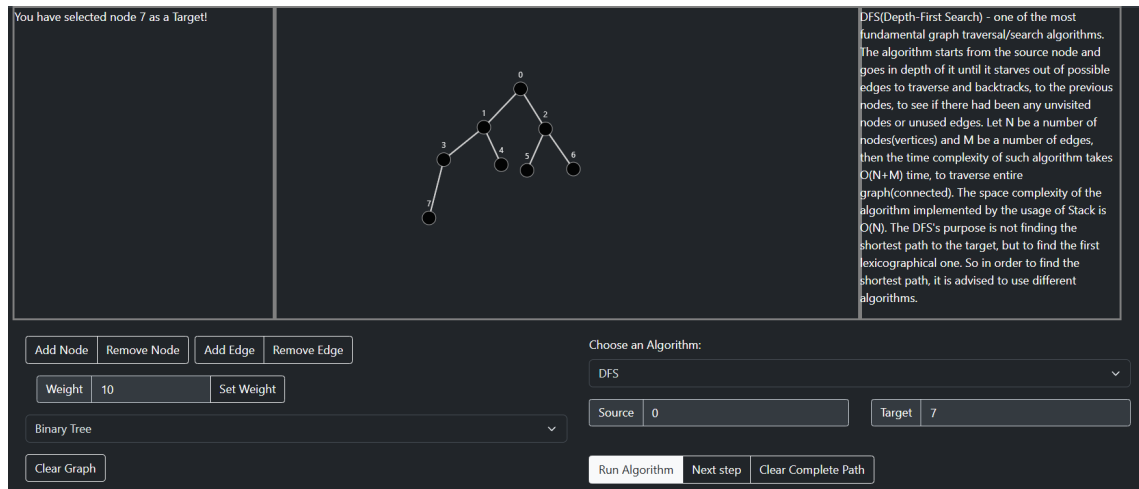 You have selected node 7 as a Target!
0
1
2
3
4
5
6
7
DFS(Depth-First Search) - one of the most
fundamental graph traversal/search algorithms.
The algorithm starts from the source node and
goes in depth of it until it starves out of possible
edges to traverse and backtracks, to the previous
nodes, to see if there had been any unvisited
nodes or unused edges. Let N be a number of
nodes(vertices) and M be a number of edges,
then the time complexity of such algorithm takes
O(N+M) time, to traverse entire
graph(connected). The space complexity of the
algorithm implemented by the usage of Stack is
O(N). The DFS's purpose is not finding the
shortest path to the target, but to find the first
lexicographical one. So in order to find the
shortest path, it is advised to use different
algorithms.
Add Node Remove Node Add Edge Remove Edge
Weight 10 Set Weight
Binary Tree
Clear Graph
Choose an Algorithm:
DFS
Source 0 Target 7
Run Algorithm Next step Clear Complete Path